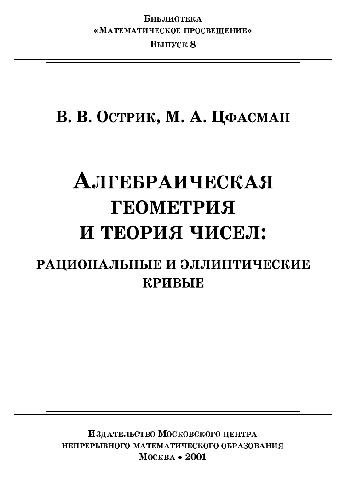 Библиотека
«Математическое просвещение»
Выпуск 8
В. В. Острик, М. А. Цфасман
Алгебраическая
геометрия
и теория чисел:
рациональные и эллиптические
кривые
Издательство Московского центра
непрерывного математического образования
Москва • 2001